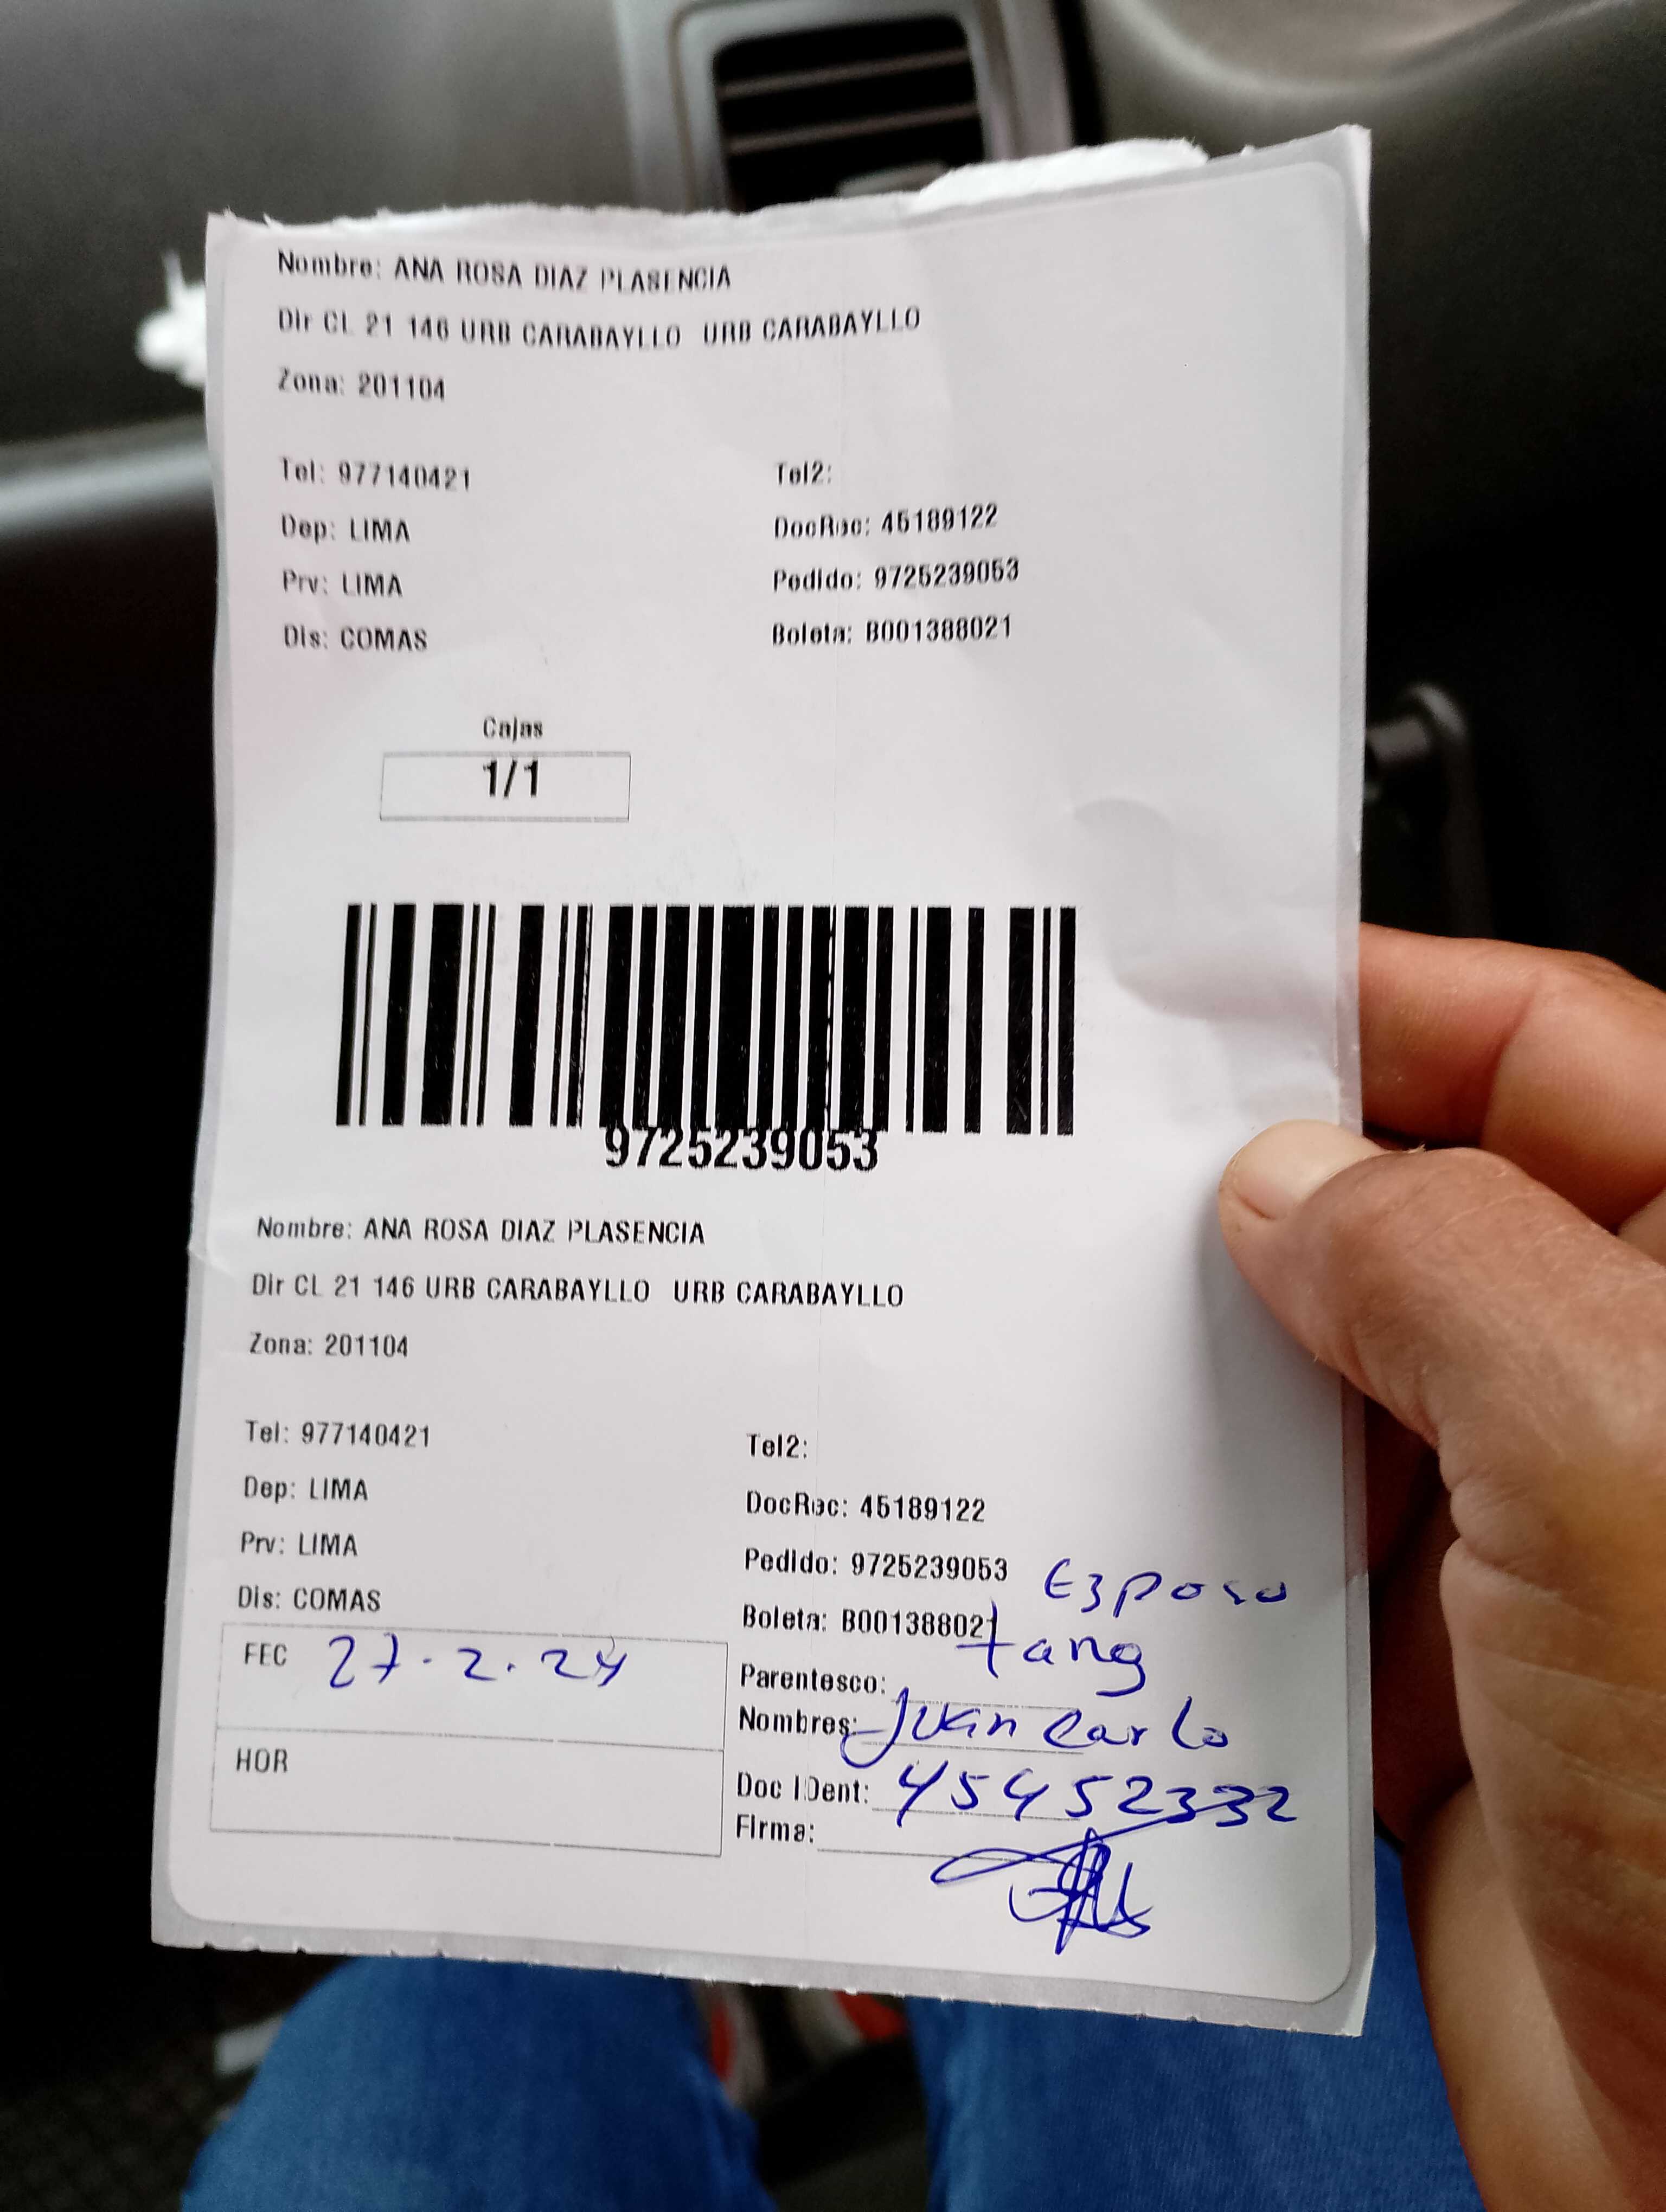 Nombre: ANA ROSA DIAZ PLASENCIA
Dir CL 21 146 URB CARABAYLLO URB CARABAYLLO
Zona: 201104
Tel: 977140421 Tel2:
Dep: LIMA DocRec: 45189122
Prv: LIMA Pedido: 9725239053
Dis: COMAS Boleta: B001388021
Cajas
1/1
9725239053
Nombre: ANA ROSA DIAZ PLASENCIA
Dir CL 21 146 URB CARABAYLLO URB CARABAYLLO
Zona: 201104
Tel: 977140421 Tel2:
Dep: LIMA DocRec: 45189122
Prv: LIMA Pedido: 9725239053
Dis: COMAS Boleta: B001388021
Esposo
FEC 27.2.24
Parentesco: tang
Nombres: Juan Carlo
HOR
Doc IDent: 45452332
Firma: